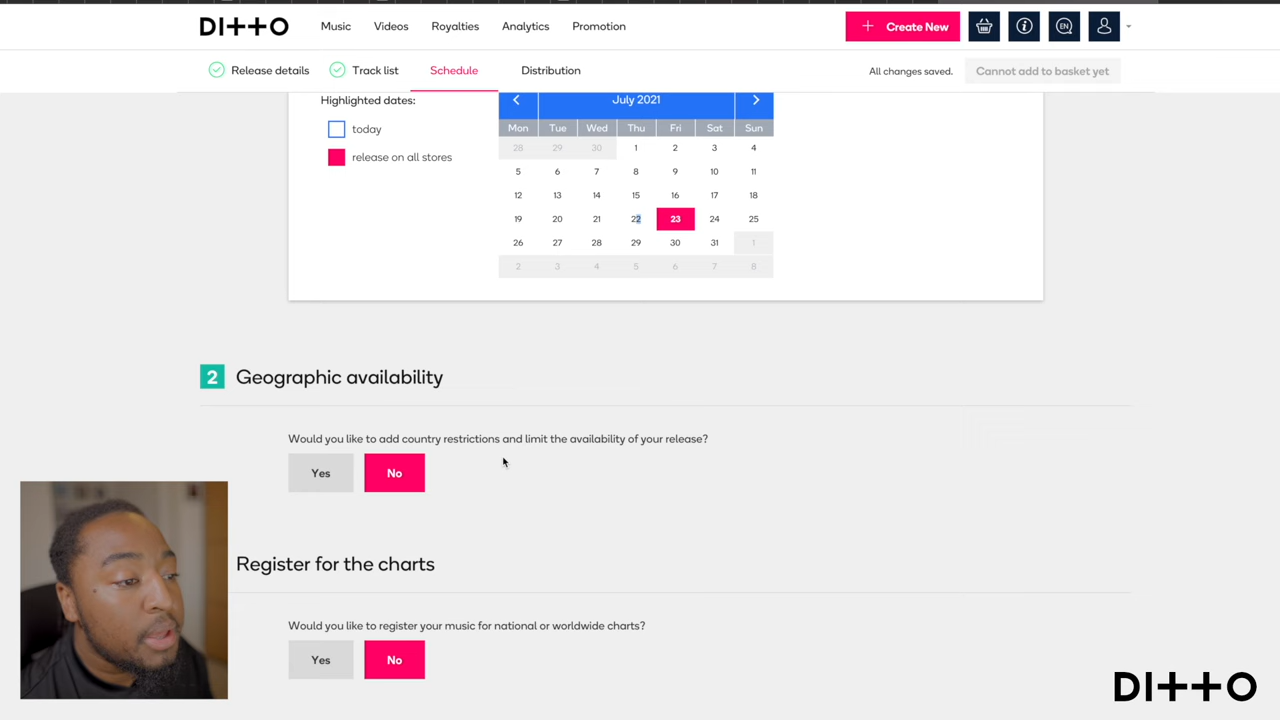 DITTO
Music Videos Royalties Analytics Promotion
+ Create New
EN
Release details Track list Schedule Distribution
All changes saved. Cannot add to basket yet
Highlighted dates:
today
release on all stores
July 2021
Mon Tue Wed Thu Fri Sat Sun
28 29 30 1 2 3 4
5 6 7 8 9 10 11
12 13 14 15 16 17 18
19 20 21 22 23 24 25
26 27 28 29 30 31 1
2 3 4 5 6 7 8
2 Geographic availability
Would you like to add country restrictions and limit the availability of your release?
Yes No
Register for the charts
Would you like to register your music for national or worldwide charts?
Yes No
DITTO